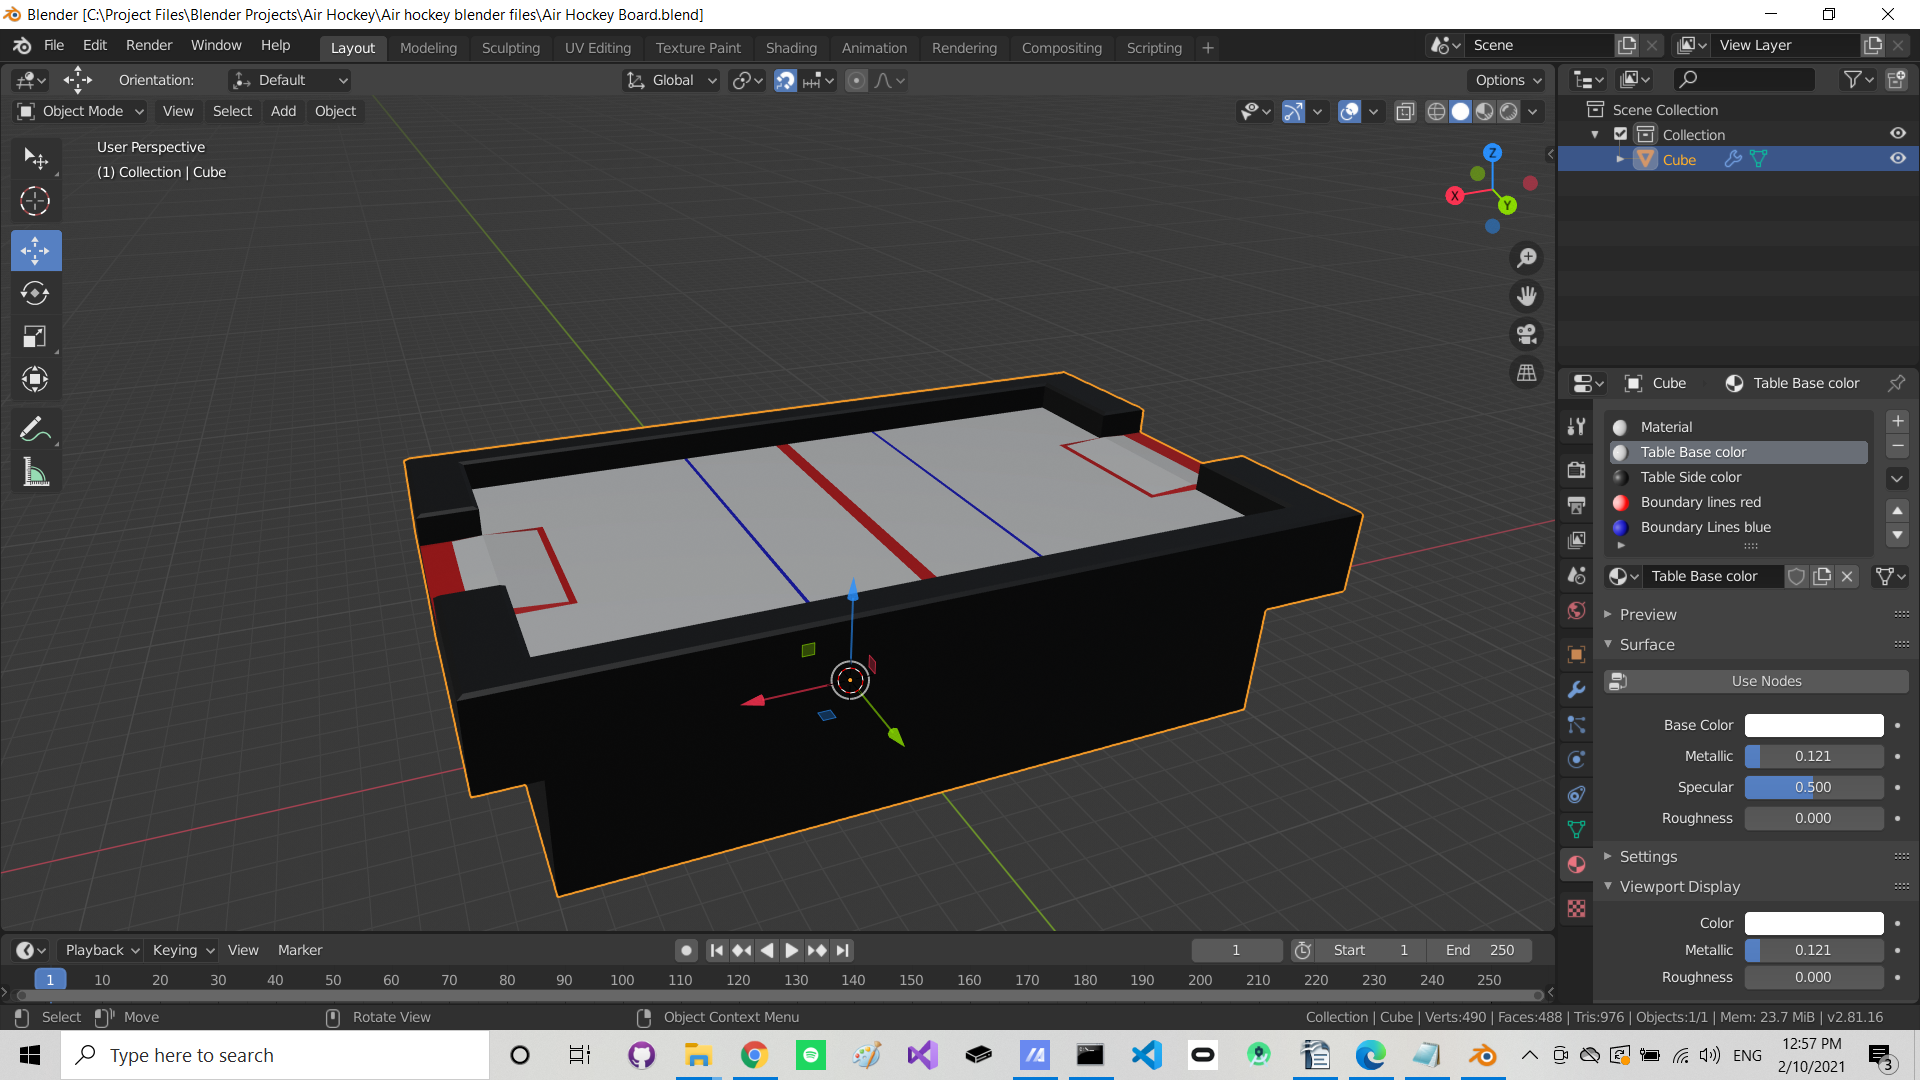 Blender [C:\Project Files\Blender Projects\Air Hockey\Air hockey blender files\Air Hockey Board.blend]
File Edit Render Window Help Layout Modeling Sculpting UV Editing Texture Paint Shading Animation Rendering Compositing Scripting + Scene View Layer
Orientation: Default Global Options
Object Mode View Select Add Object
User Perspective
(1) Collection | Cube
Z
X
Y
Scene Collection
Collection
Cube
Cube Table Base color
Material
Table Base color
Table Side color
Boundary lines red
Boundary Lines blue
Table Base color
Preview
Surface
Use Nodes
Base Color
Metallic 0.121
Specular 0.500
Roughness 0.000
Settings
Viewport Display
Color
Metallic 0.121
Roughness 0.000
Playback Keying View Marker 1 Start 1 End 250
1 10 20 30 40 50 60 70 80 90 100 110 120 130 140 150 160 170 180 190 200 210 220 230 240 250
Select Move Rotate View Object Context Menu Collection | Cube | Verts:490 | Faces:488 | Tris:976 | Objects:1/1 | Mem: 23.7 MiB | v2.81.16
Type here to search
ENG
12:57 PM
2/10/2021
3